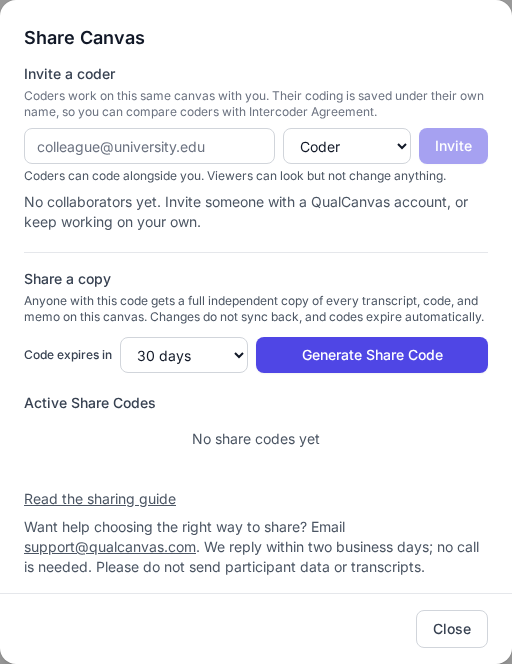 Share Canvas
Invite a coder
Coders work on this same canvas with you. Their coding is saved under their own
name, so you can compare coders with Intercoder Agreement.
colleague@university.edu
Coder
Invite
Coders can code alongside you. Viewers can look but not change anything.
No collaborators yet. Invite someone with a QualCanvas account, or
keep working on your own.
Share a copy
Anyone with this code gets a full independent copy of every transcript, code, and
memo on this canvas. Changes do not sync back, and codes expire automatically.
Code expires in
30 days
Generate Share Code
Active Share Codes
No share codes yet
Read the sharing guide
Want help choosing the right way to share? Email
support@qualcanvas.com. We reply within two business days; no call
is needed. Please do not send participant data or transcripts.
Close